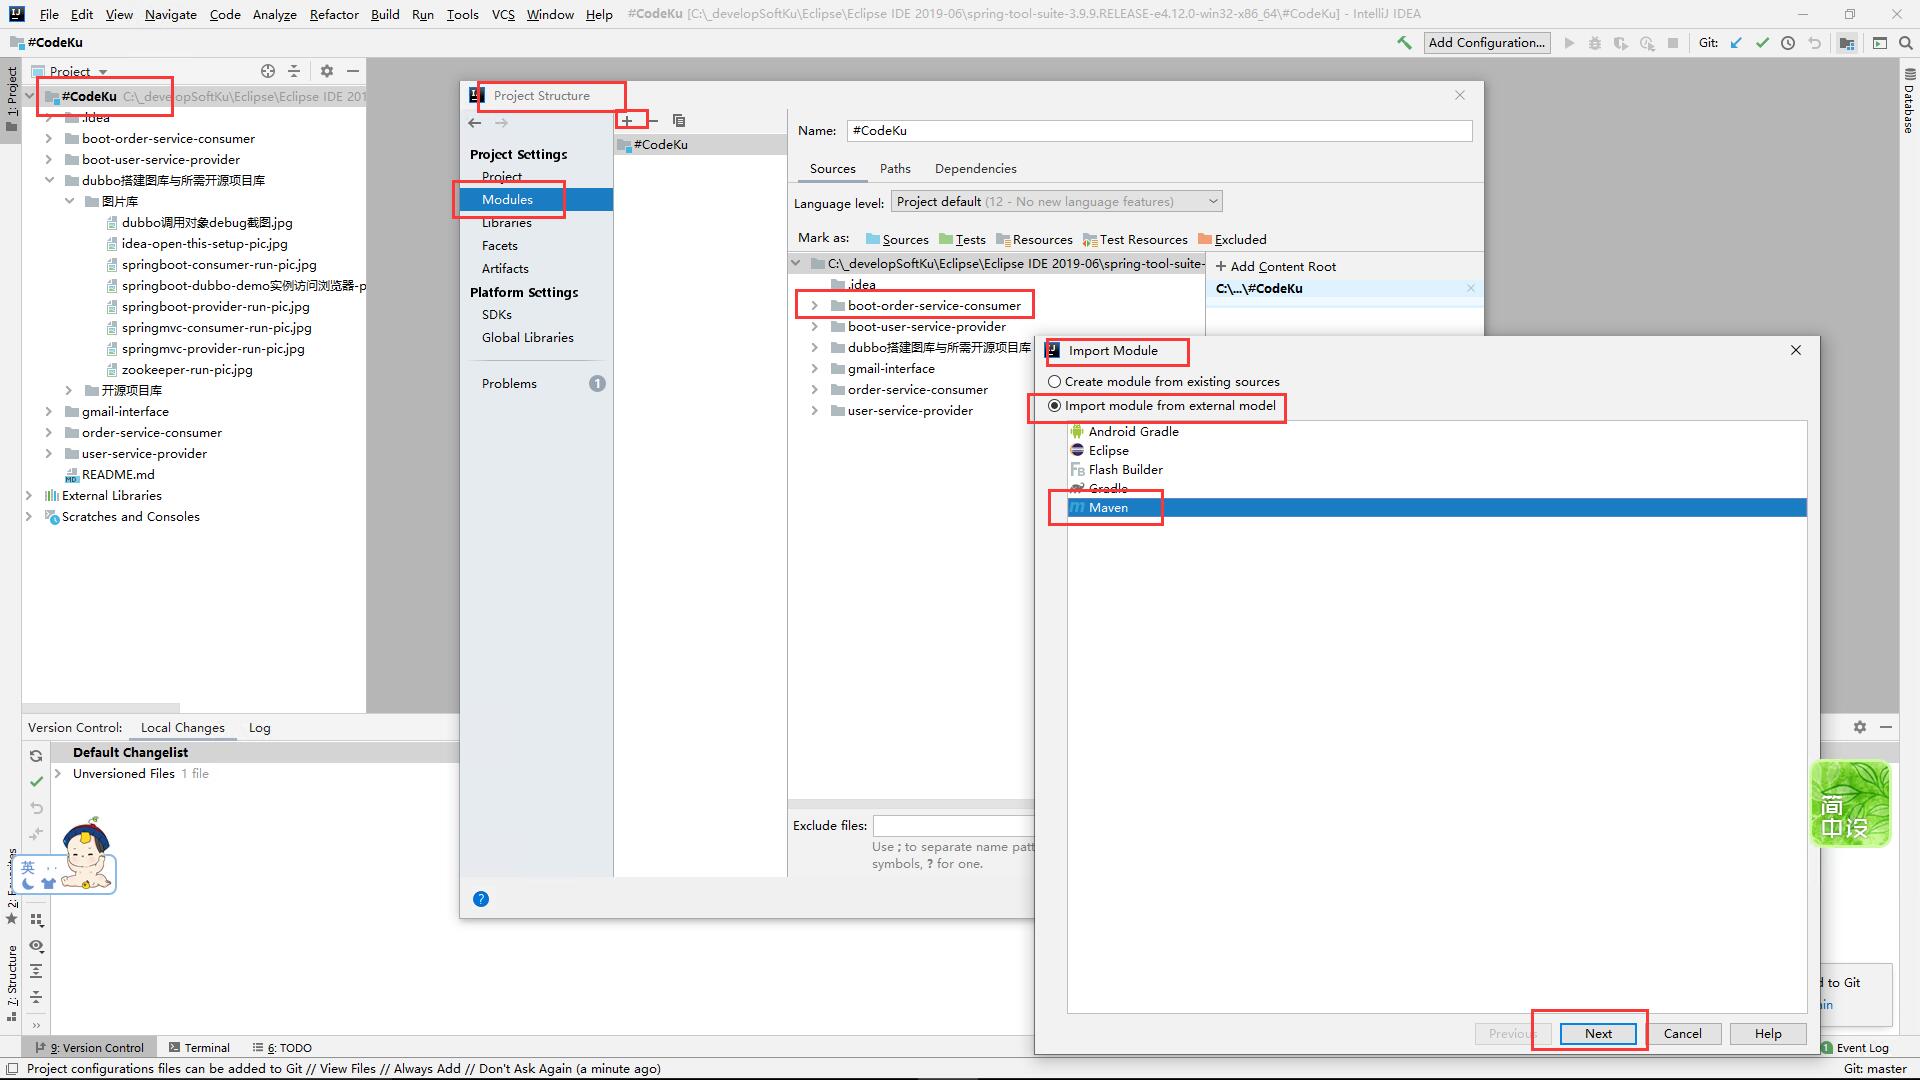 File Edit View Navigate Code Analyze Refactor Build Run Tools VCS Window Help #CodeKu [C:\_developSoftKu\Eclipse\Eclipse IDE 2019-06\spring-tool-suite-3.9.9.RELEASE-e4.12.0-win32-x86_64\#CodeKu] - IntelliJ IDEA
#CodeKu
Add Configuration...
Git:
1: Project
Project
#CodeKu C:\_developSoftKu\Eclipse\Eclipse IDE 201
.idea
boot-order-service-consumer
boot-user-service-provider
dubbo搭建图库与所需开源项目库
图片库
dubbo调用对象debug截图.jpg
idea-open-this-setup-pic.jpg
springboot-consumer-run-pic.jpg
springboot-dubbo-demo实例访问浏览器-p
springboot-provider-run-pic.jpg
springmvc-consumer-run-pic.jpg
springmvc-provider-run-pic.jpg
zookeeper-run-pic.jpg
开源项目库
gmail-interface
order-service-consumer
user-service-provider
README.md
External Libraries
Scratches and Consoles
Project Structure
Project Settings
Project
Modules
Libraries
Facets
Artifacts
Platform Settings
SDKs
Global Libraries
Problems 1
#CodeKu
Name: #CodeKu
Sources Paths Dependencies
Language level: Project default (12 - No new language features)
Mark as: Sources Tests Resources Test Resources Excluded
C:\_developSoftKu\Eclipse\Eclipse IDE 2019-06\spring-tool-suite-
.idea
boot-order-service-consumer
boot-user-service-provider
dubbo搭建图库与所需开源项目库
gmail-interface
order-service-consumer
user-service-provider
Add Content Root
C:\...\#CodeKu
Exclude files:
Use ; to separate name patt
symbols, ? for one.
Import Module
Create module from existing sources
Import module from external model
Android Gradle
Eclipse
Flash Builder
Gradle
Maven
Previous Next Cancel Help
Database
Version Control: Local Changes Log
Default Changelist
Unversioned Files 1 file
英
简
中设
2: Favorites
7: Structure
d to Git
ain
9: Version Control Terminal 6: TODO
1 Event Log
Project configurations files can be added to Git // View Files // Always Add // Don't Ask Again (a minute ago)
Git: master